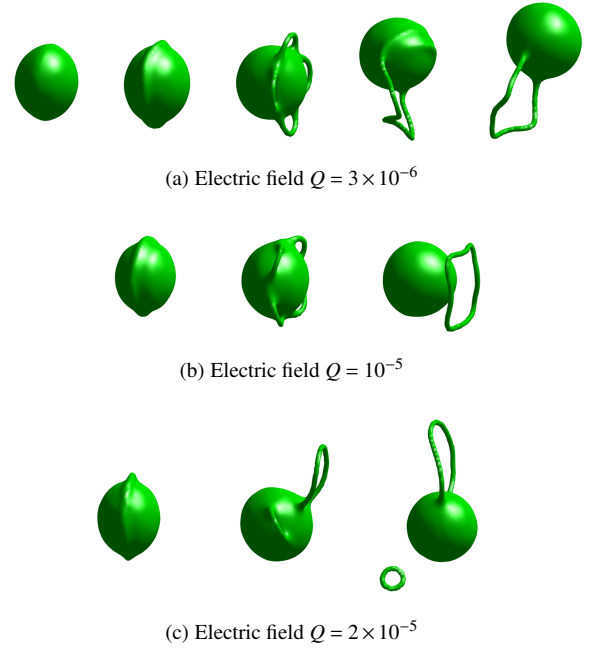 (a) Electric field Q = 3 × 10⁻⁶
(b) Electric field Q = 10⁻⁵
(c) Electric field Q = 2 × 10⁻⁵